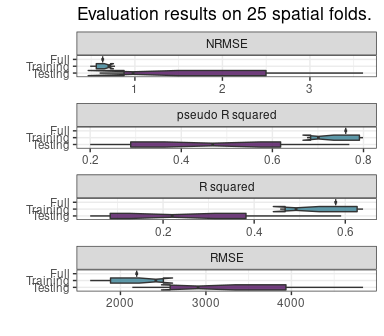 Evaluation results on 25 spatial folds.
NRMSE
Full
Training
Testing
1 2 3
pseudo R squared
Full
Training
Testing
0.2 0.4 0.6 0.8
R squared
Full
Training
Testing
0.2 0.4 0.6
RMSE
Full
Training
Testing
2000 3000 4000